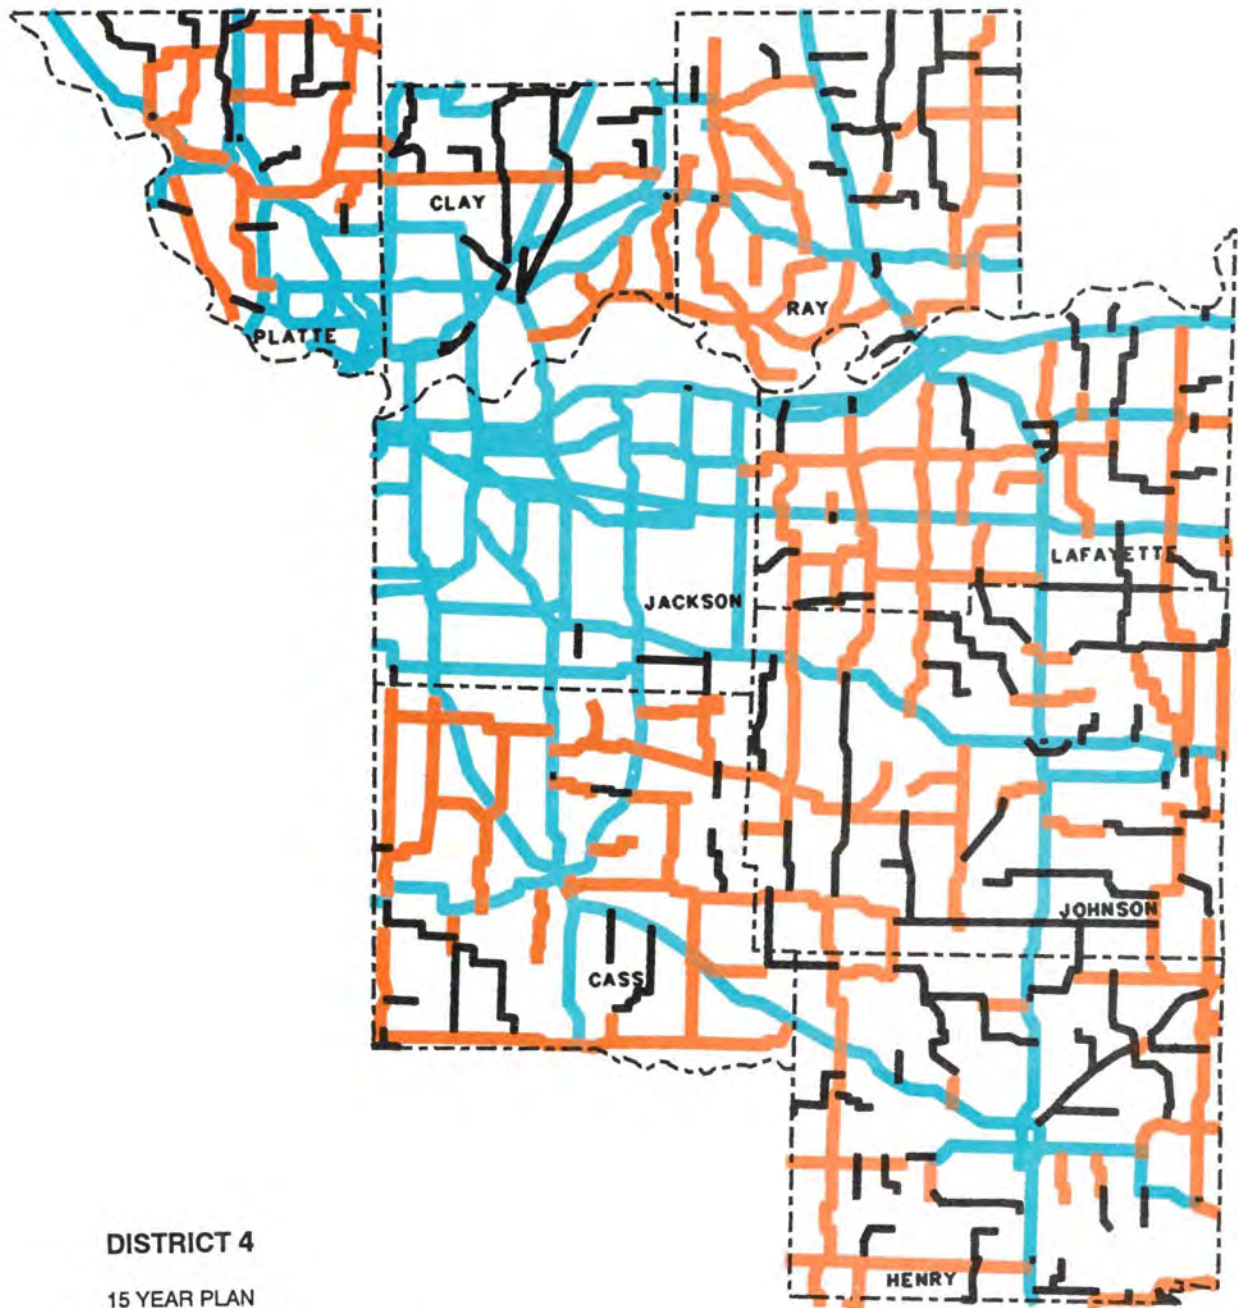 CLAY
RAY
PLATTE
LAFAYETTE
JACKSON
JOHNSON
CASS
DISTRICT 4
HENRY
15 YEAR PLAN